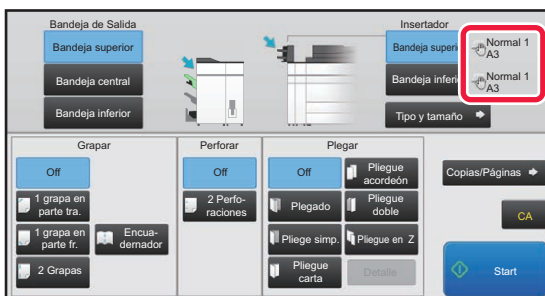 Bandeja de Salida
Bandeja superior
Bandeja central
Bandeja inferior
Insertador
Bandeja superi
Normal 1
A3
Bandeja inferi
Normal 1
A3
Tipo y tamaño
Grapar
Off
1 grapa en
parte tra.
1 grapa en
parte fr.
Encua-
dernador
2 Grapas
Perforar
Off
2 Perfo-
raciones
Plegar
Off
Pliegue
acordeón
Plegado
Pliegue
doble
Pliege simp.
Pliegue en Z
Pliegue
carta
Detalle
Copias/Páginas
CA
Start